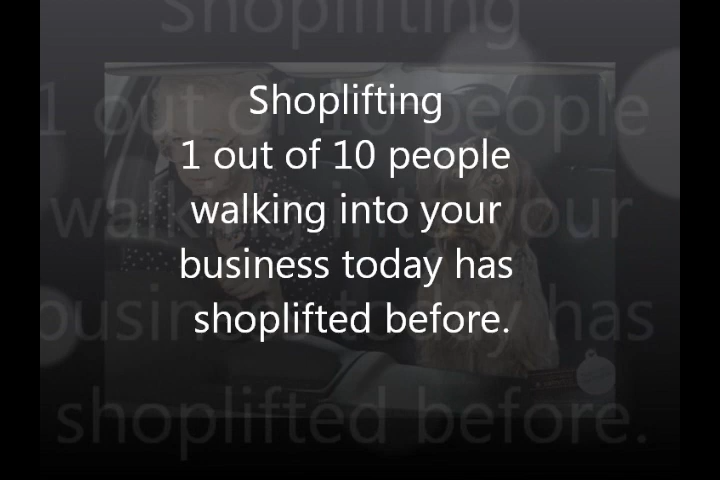 Shoplifting
1 out of 10 people
walking into your
business today has
shoplifted before.